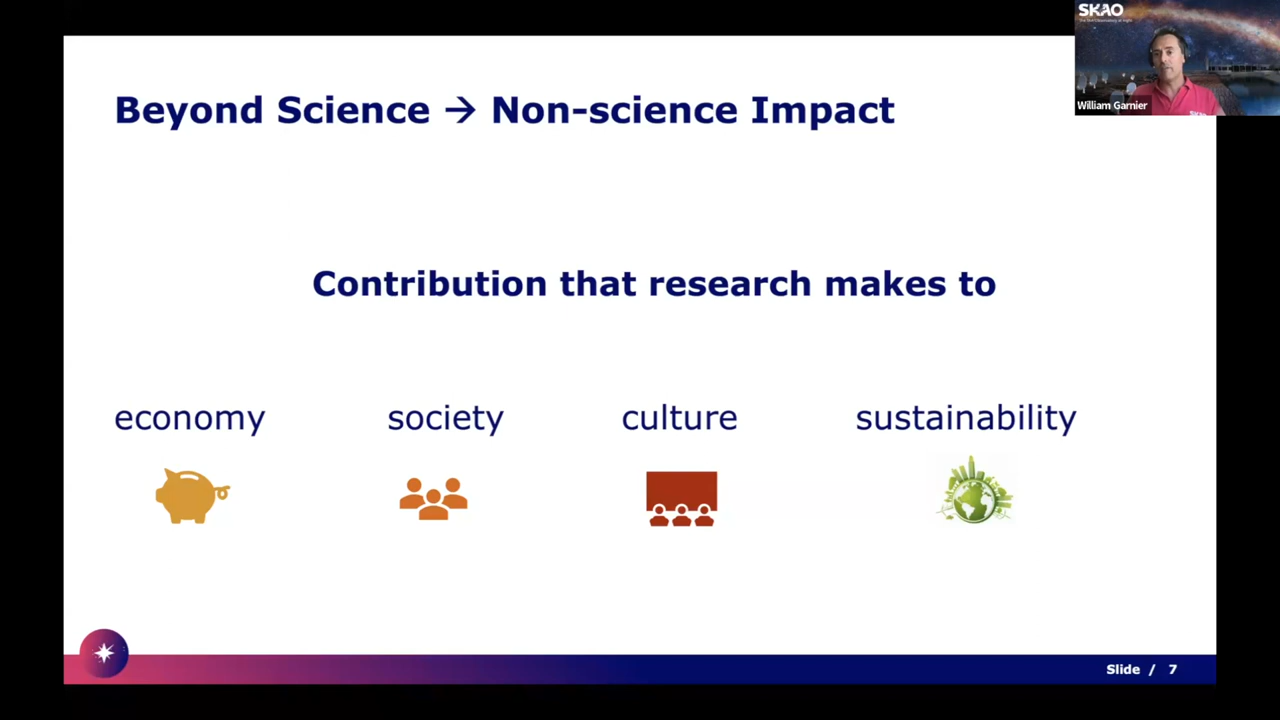 SKAO
William Garnier
Beyond Science → Non-science Impact
Contribution that research makes to
economy society culture sustainability
Slide / 7